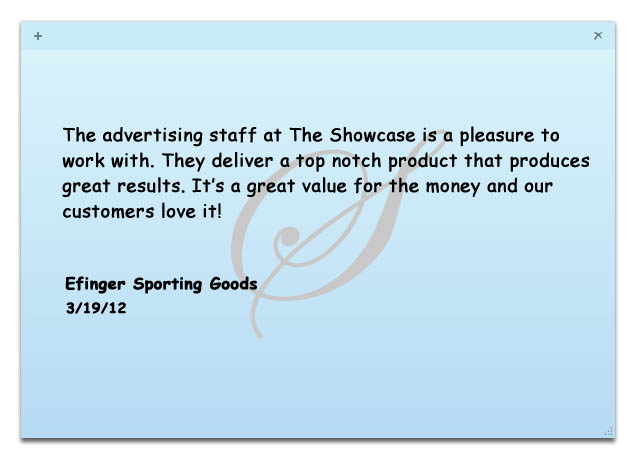 The advertising staff at The Showcase is a pleasure to
work with. They deliver a top notch product that produces
great results. It's a great value for the money and our
customers love it!
Efinger Sporting Goods
3/19/12